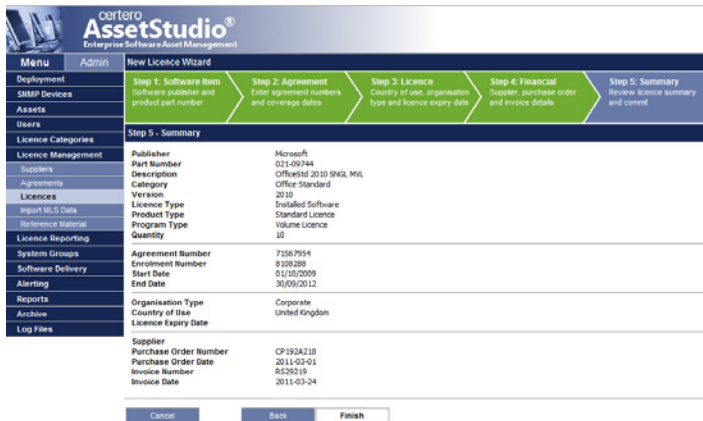 certero
AssetStudio®
Enterprise Software Asset Management
Menu
Admin
Deployment
SNMP Devices
Assets
Users
Licence Categories
Licence Management
Suppliers
Agreements
Licences
Import MLS Data
Reference Material
Licence Reporting
System Groups
Software Delivery
Alerting
Reports
Archive
Log Files
New Licence Wizard
Step 1: Software Item
Software publisher and
product part number
Step 2: Agreement
Enter agreement numbers
and coverage dates
Step 3: Licence
Country of use, organisation
type and licence expiry date
Step 4: Financial
Supplier, purchase order
and invoice details
Step 5: Summary
Review licence summary
and commit
Step 5 - Summary
Publisher Microsoft
Part Number 021-09744
Description OfficeStd 2010 SNGL MVL
Category Office Standard
Version 2010
Licence Type Installed Software
Product Type Standard Licence
Program Type Volume Licence
Quantity 10
Agreement Number 71567954
Enrolment Number 8108288
Start Date 01/10/2009
End Date 30/09/2012
Organisation Type Corporate
Country of Use United Kingdom
Licence Expiry Date
Supplier
Purchase Order Number CP192A218
Purchase Order Date 2011-03-01
Invoice Number RS29219
Invoice Date 2011-03-24
Cancel
Back
Finish